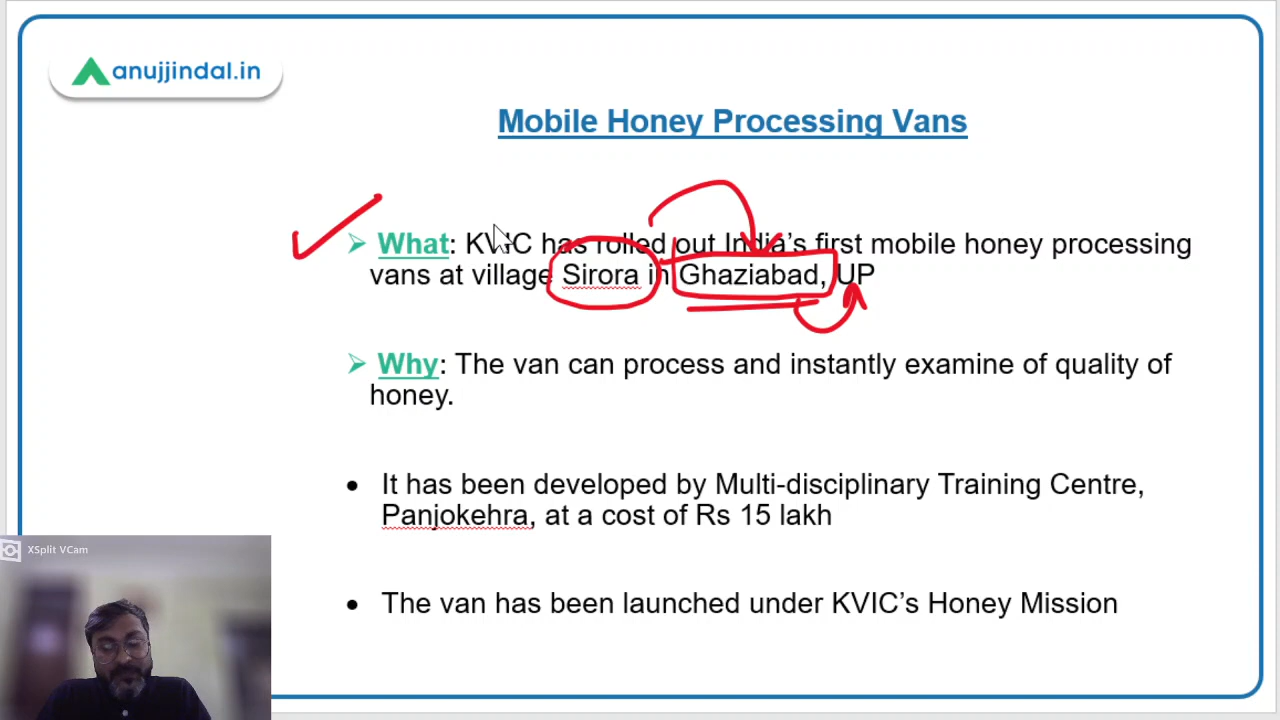 anujjindal.in
Mobile Honey Processing Vans
➢ What: KVIC has rolled out India's first mobile honey processing
vans at village Sirora in Ghaziabad, UP
➢ Why: The van can process and instantly examine of quality of
honey.
• It has been developed by Multi-disciplinary Training Centre,
Panjokehra, at a cost of Rs 15 lakh
• The van has been launched under KVIC's Honey Mission
XSplit VCam